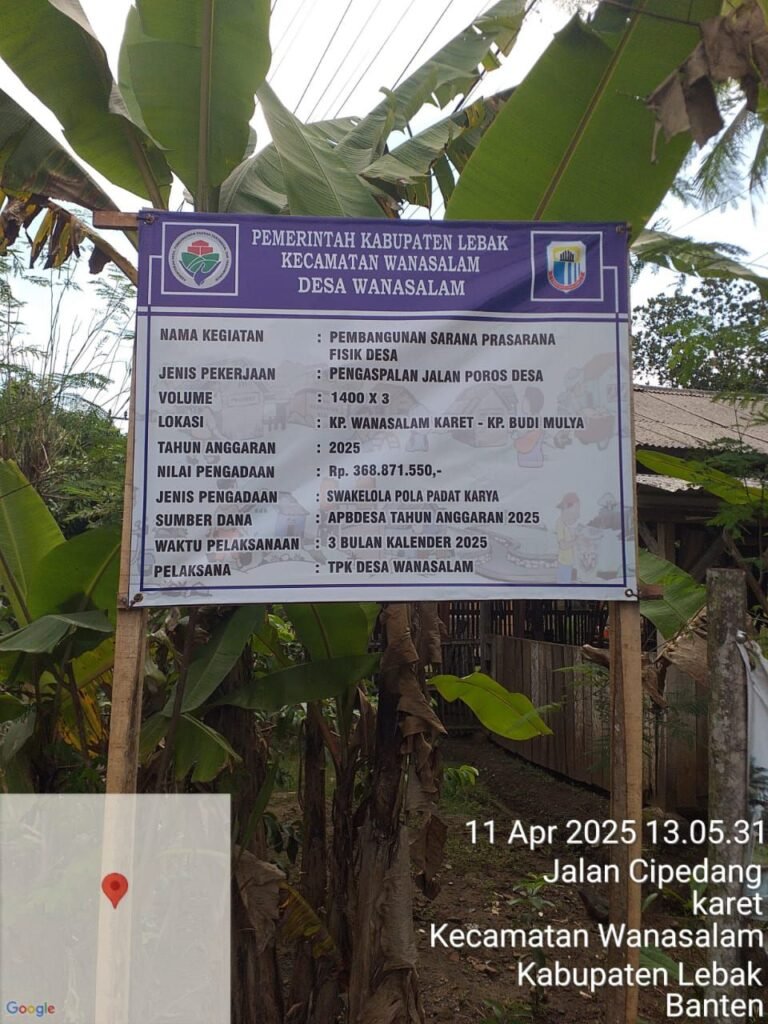 PEMERINTAH KABUPATEN LEBAK
KECAMATAN WANASALAM
DESA WANASALAM
NAMA KEGIATAN : PEMBANGUNAN SARANA PRASARANA
FISIK DESA
JENIS PEKERJAAN : PENGASPALAN JALAN POROS DESA
VOLUME : 1400 X 3
LOKASI : KP. WANASALAM KARET - KP. BUDI MULYA
TAHUN ANGGARAN : 2025
NILAI PENGADAAN : Rp. 368.871.550,-
JENIS PENGADAAN : SWAKELOLA POLA PADAT KARYA
SUMBER DANA : APBDESA TAHUN ANGGARAN 2025
WAKTU PELAKSANAAN : 3 BULAN KALENDER 2025
PELAKSANA : TPK DESA WANASALAM
11 Apr 2025 13.05.31
Jalan Cipedang
karet
Kecamatan Wanasalam
Kabupaten Lebak
Banten
Google